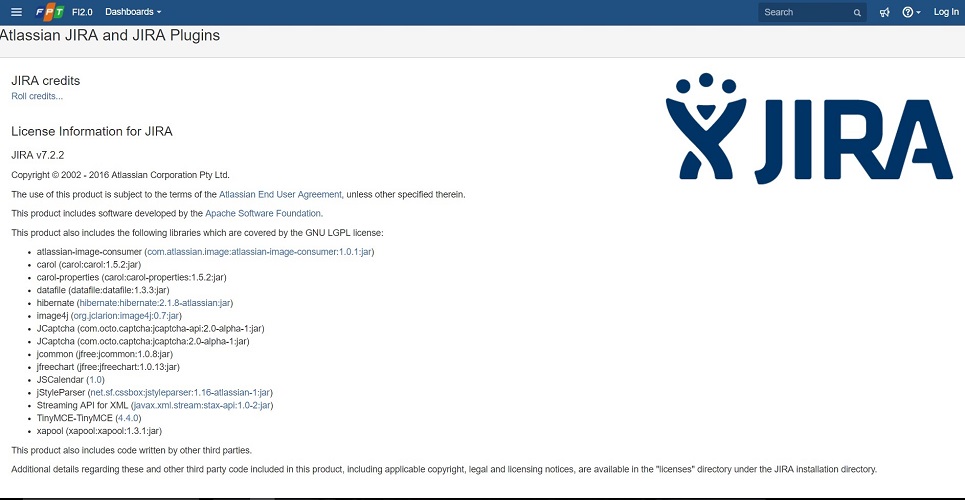 FPT FI2.0 Dashboards Search Log In
Atlassian JIRA and JIRA Plugins
JIRA credits
Roll credits...
JIRA
License Information for JIRA
JIRA v7.2.2
Copyright © 2002 - 2016 Atlassian Corporation Pty Ltd.
The use of this product is subject to the terms of the Atlassian End User Agreement, unless other specified therein.
This product includes software developed by the Apache Software Foundation.
This product also includes the following libraries which are covered by the GNU LGPL license:
• atlassian-image-consumer (com.atlassian.image:atlassian-image-consumer:1.0.1:jar)
• carol (carol:carol:1.5.2:jar)
• carol-properties (carol:carol-properties:1.5.2:jar)
• datafile (datafile:datafile:1.3.3:jar)
• hibernate (hibernate:hibernate:2.1.8-atlassian:jar)
• image4j (org.jclarion:image4j:0.7:jar)
• JCaptcha (com.octo.captcha:jcaptcha-api:2.0-alpha-1:jar)
• JCaptcha (com.octo.captcha:jcaptcha:2.0-alpha-1:jar)
• jcommon (jfree:jcommon:1.0.8:jar)
• jfreechart (jfree:jfreechart:1.0.13:jar)
• JSCalendar (1.0)
• jStyleParser (net.sf.cssbox:jstyleparser:1.16-atlassian-1:jar)
• Streaming API for XML (javax.xml.stream:stax-api:1.0-2:jar)
• TinyMCE-TinyMCE (4.4.0)
• xapool (xapool:xapool:1.3.1:jar)
This product also includes code written by other third parties.
Additional details regarding these and other third party code included in this product, including applicable copyright, legal and licensing notices, are available in the "licenses" directory under the JIRA installation directory.